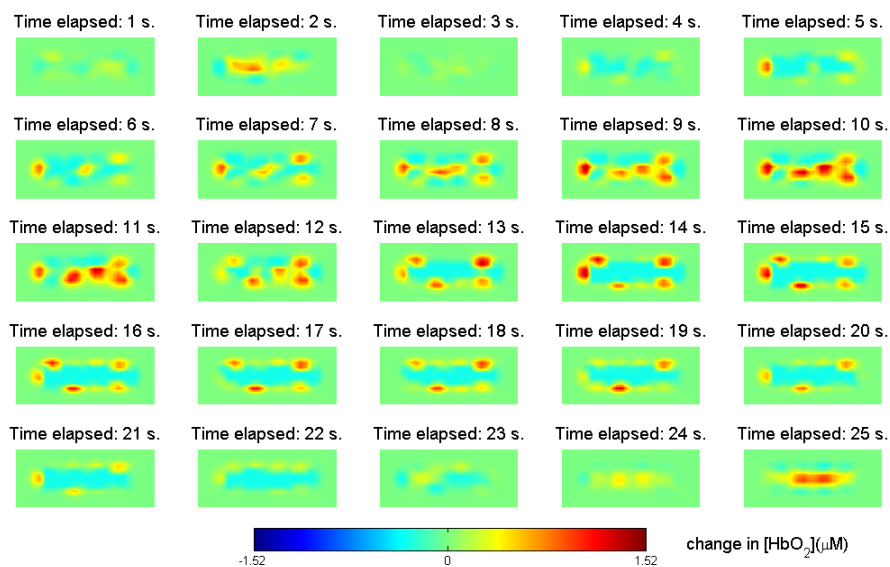 Time elapsed: 1 s. Time elapsed: 2 s. Time elapsed: 3 s. Time elapsed: 4 s. Time elapsed: 5 s.
Time elapsed: 6 s. Time elapsed: 7 s. Time elapsed: 8 s. Time elapsed: 9 s. Time elapsed: 10 s.
Time elapsed: 11 s. Time elapsed: 12 s. Time elapsed: 13 s. Time elapsed: 14 s. Time elapsed: 15 s.
Time elapsed: 16 s. Time elapsed: 17 s. Time elapsed: 18 s. Time elapsed: 19 s. Time elapsed: 20 s.
Time elapsed: 21 s. Time elapsed: 22 s. Time elapsed: 23 s. Time elapsed: 24 s. Time elapsed: 25 s.
change in [HbO₂](μM)
-1.52 0 1.52